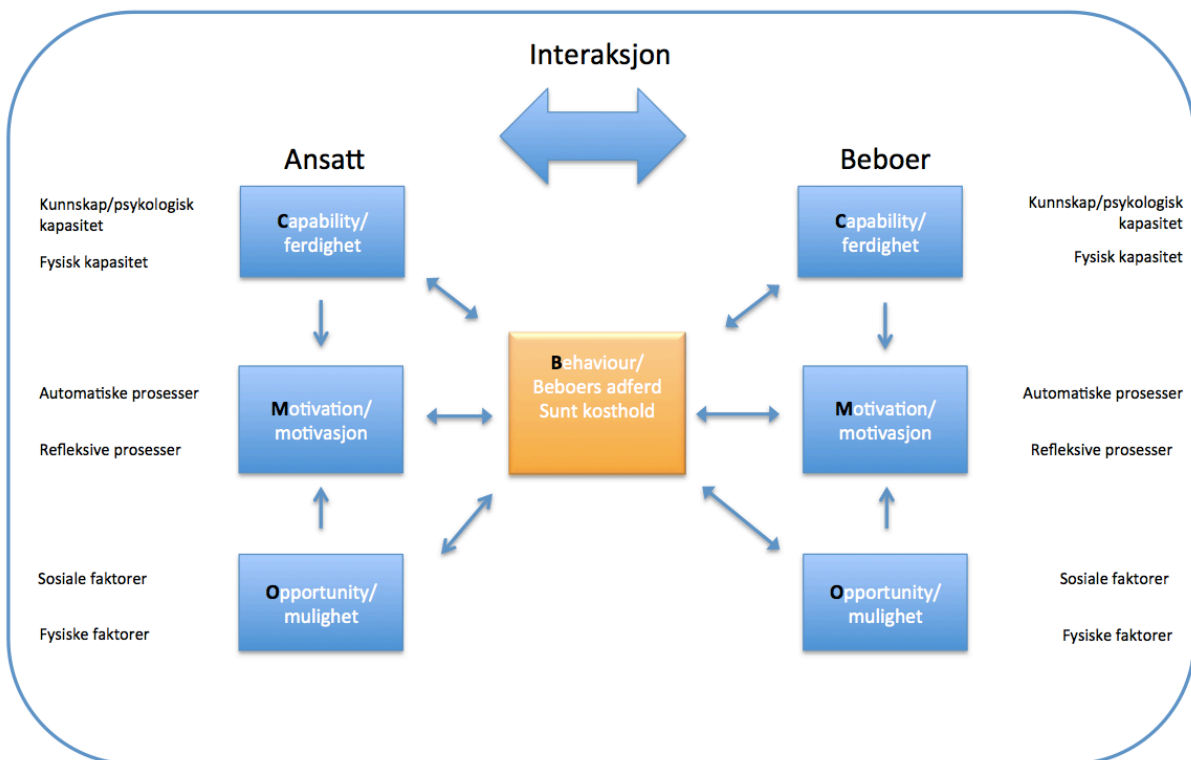 Interaksjon
Ansatt
Kunnskap/psykologisk
kapasitet
Fysisk kapasitet
Capability/
ferdighet
Automatiske prosesser
Refleksive prosesser
Motivation/
motivasjon
Sosiale faktorer
Fysiske faktorer
Opportunity/
mulighet
Behaviour/
Beboers adferd
Sunt kosthold
Beboer
Capability/
ferdighet
Kunnskap/psykologisk
kapasitet
Fysisk kapasitet
Motivation/
motivasjon
Automatiske prosesser
Refleksive prosesser
Opportunity/
mulighet
Sosiale faktorer
Fysiske faktorer